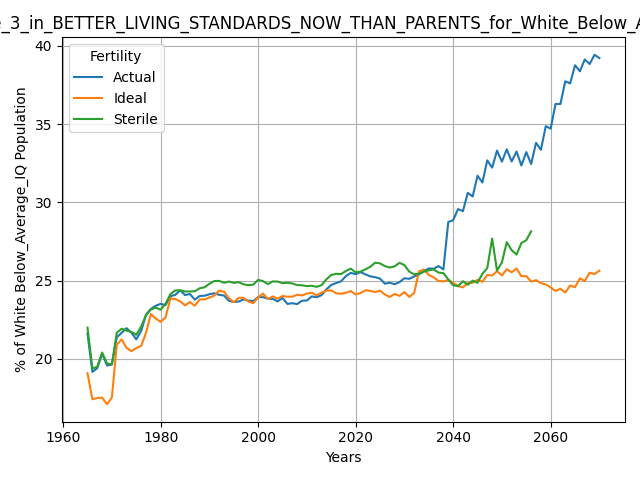 _3_in_BETTER_LIVING_STANDARDS_NOW_THAN_PARENTS_for_White_Below_A
Fertility
Actual
Ideal
Sterile
% of White Below_Average_IQ Population
40
35
30
25
20
1960
1980
2000
2020
2040
2060
Years